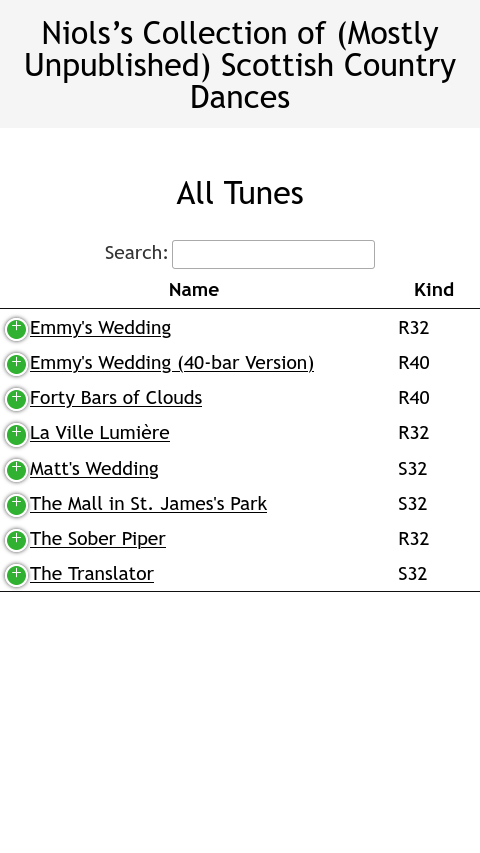 Niols’s Collection of (Mostly
Unpublished) Scottish Country
Dances
All Tunes
Search:
Name Kind
Emmy's Wedding R32
Emmy's Wedding (40-bar Version) R40
Forty Bars of Clouds R40
La Ville Lumière R32
Matt's Wedding S32
The Mall in St. James's Park S32
The Sober Piper R32
The Translator S32